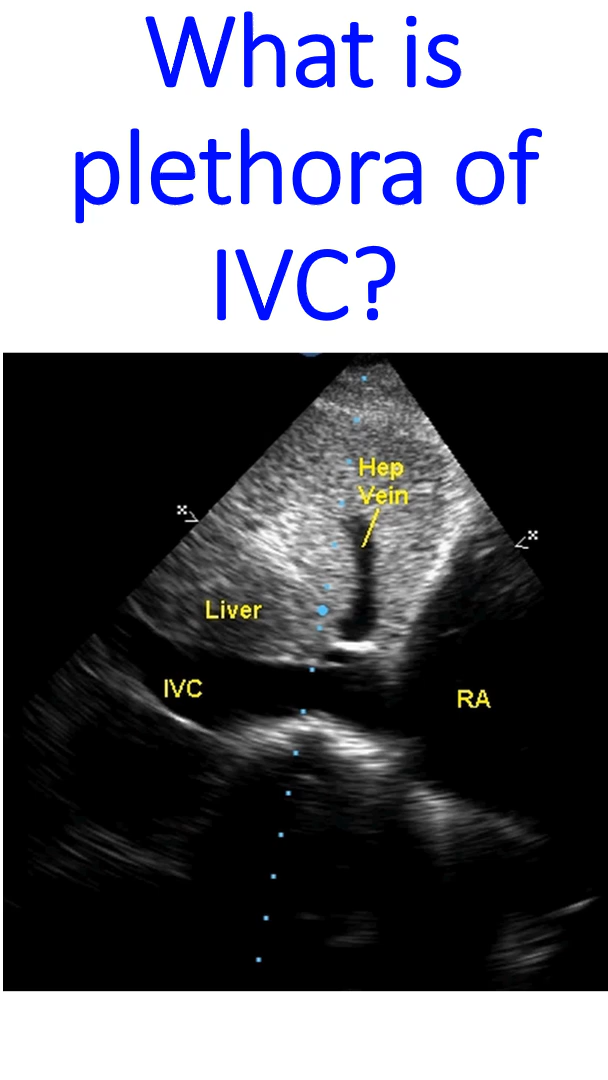 What is
plethora of
IVC?
Hep
Vein
x
x
Liver
IVC
RA